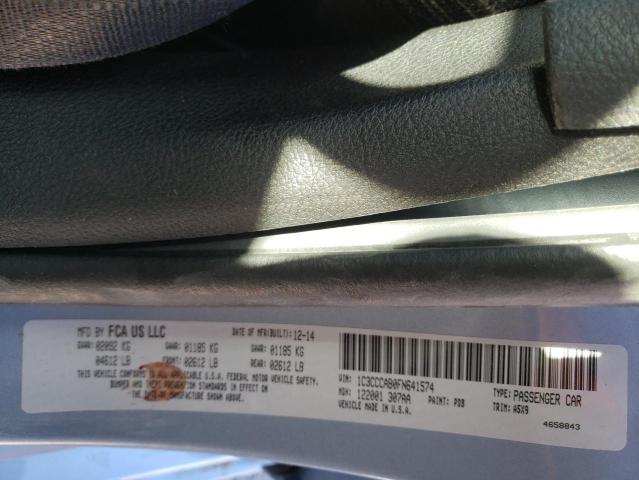 MFD BY FCA US LLC DATE OF MFR(BUILT): 12-14
GVWR: 02092 KG GAWR: 01185 KG GAWR: 01185 KG
04612 LB FRONT: 02612 LB REAR: 02612 LB
THIS VEHICLE CONFORMS TO ALL APPLICABLE U.S.A. FEDERAL MOTOR VEHICLE SAFETY,
BUMPER AND THEFT PREVENTION STANDARDS IN EFFECT ON
THE DATE OF MANUFACTURE SHOWN ABOVE.
VIN: 1C3CCCAB0FN641574 TYPE: PASSENGER CAR
MDH: 122001 307AA PAINT: PDB TRIM: A5X9
VEHICLE MADE IN U.S.A. 4658843